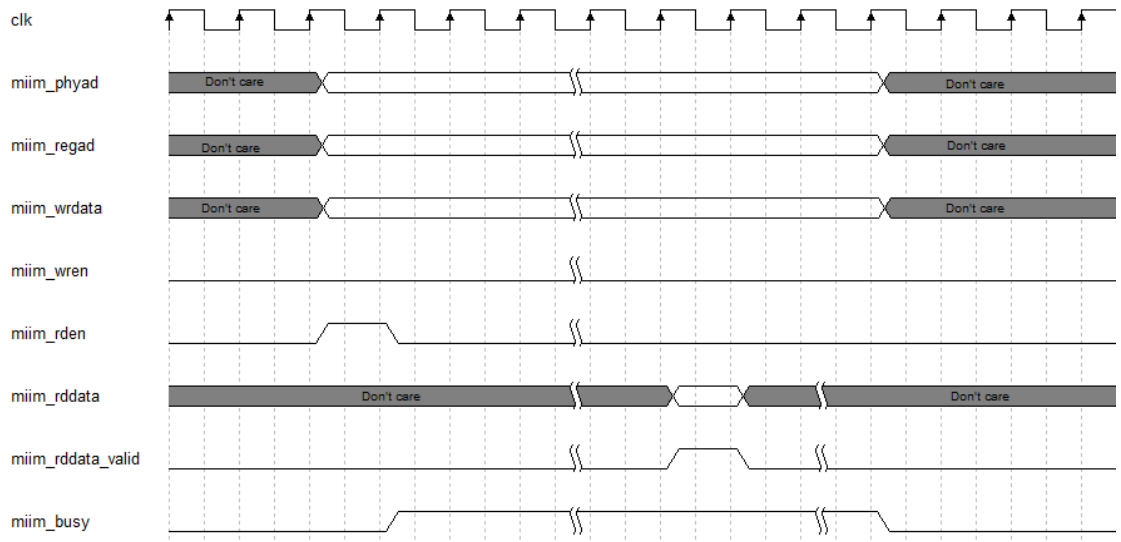 clk
miim_phyad
Don't care
Don't care
miim_regad
Don't care
Don't care
miim_wrdata
Don't care
Don't care
miim_wren
miim_rden
miim_rddata
Don't care
Don't care
miim_rddata_valid
miim_busy